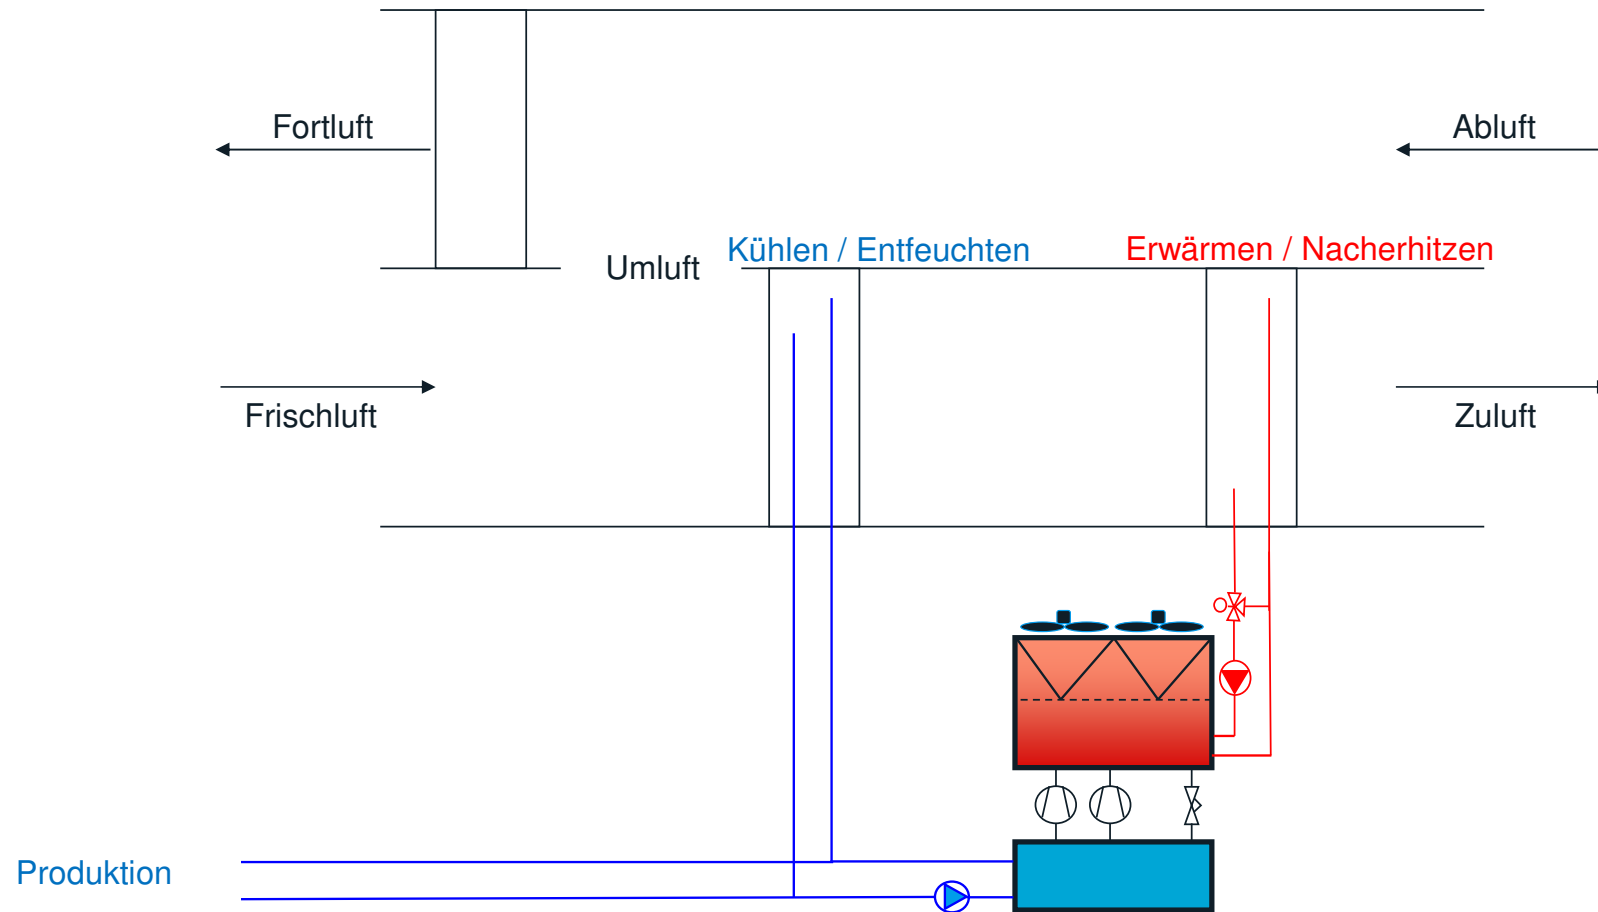 Fortluft
Abluft
Kühlen / Entfeuchten
Erwärmen / Nacherhitzen
Umluft
Frischluft
Zuluft
Produktion